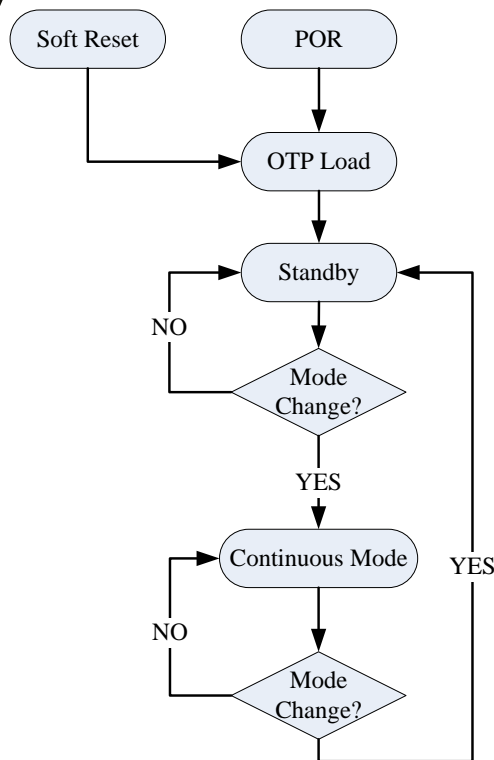 Soft Reset
POR
OTP Load
Standby
NO
Mode
Change?
YES
Continuous Mode
YES
NO
Mode
Change?